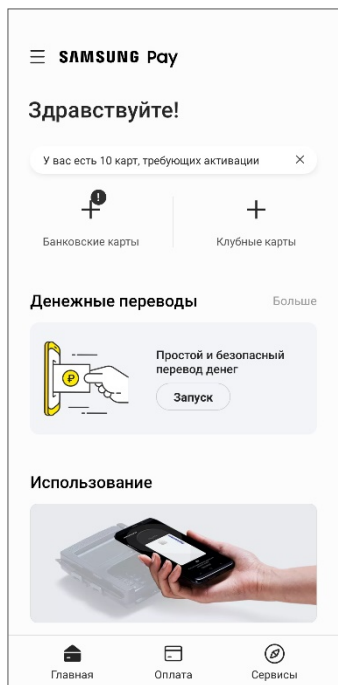 SAMSUNG Pay
Здравствуйте!
У вас есть 10 карт, требующих активации
Банковские карты
Клубные карты
Денежные переводы
Больше
Простой и безопасный
перевод денег
Запуск
Использование
Главная
Оплата
Сервисы